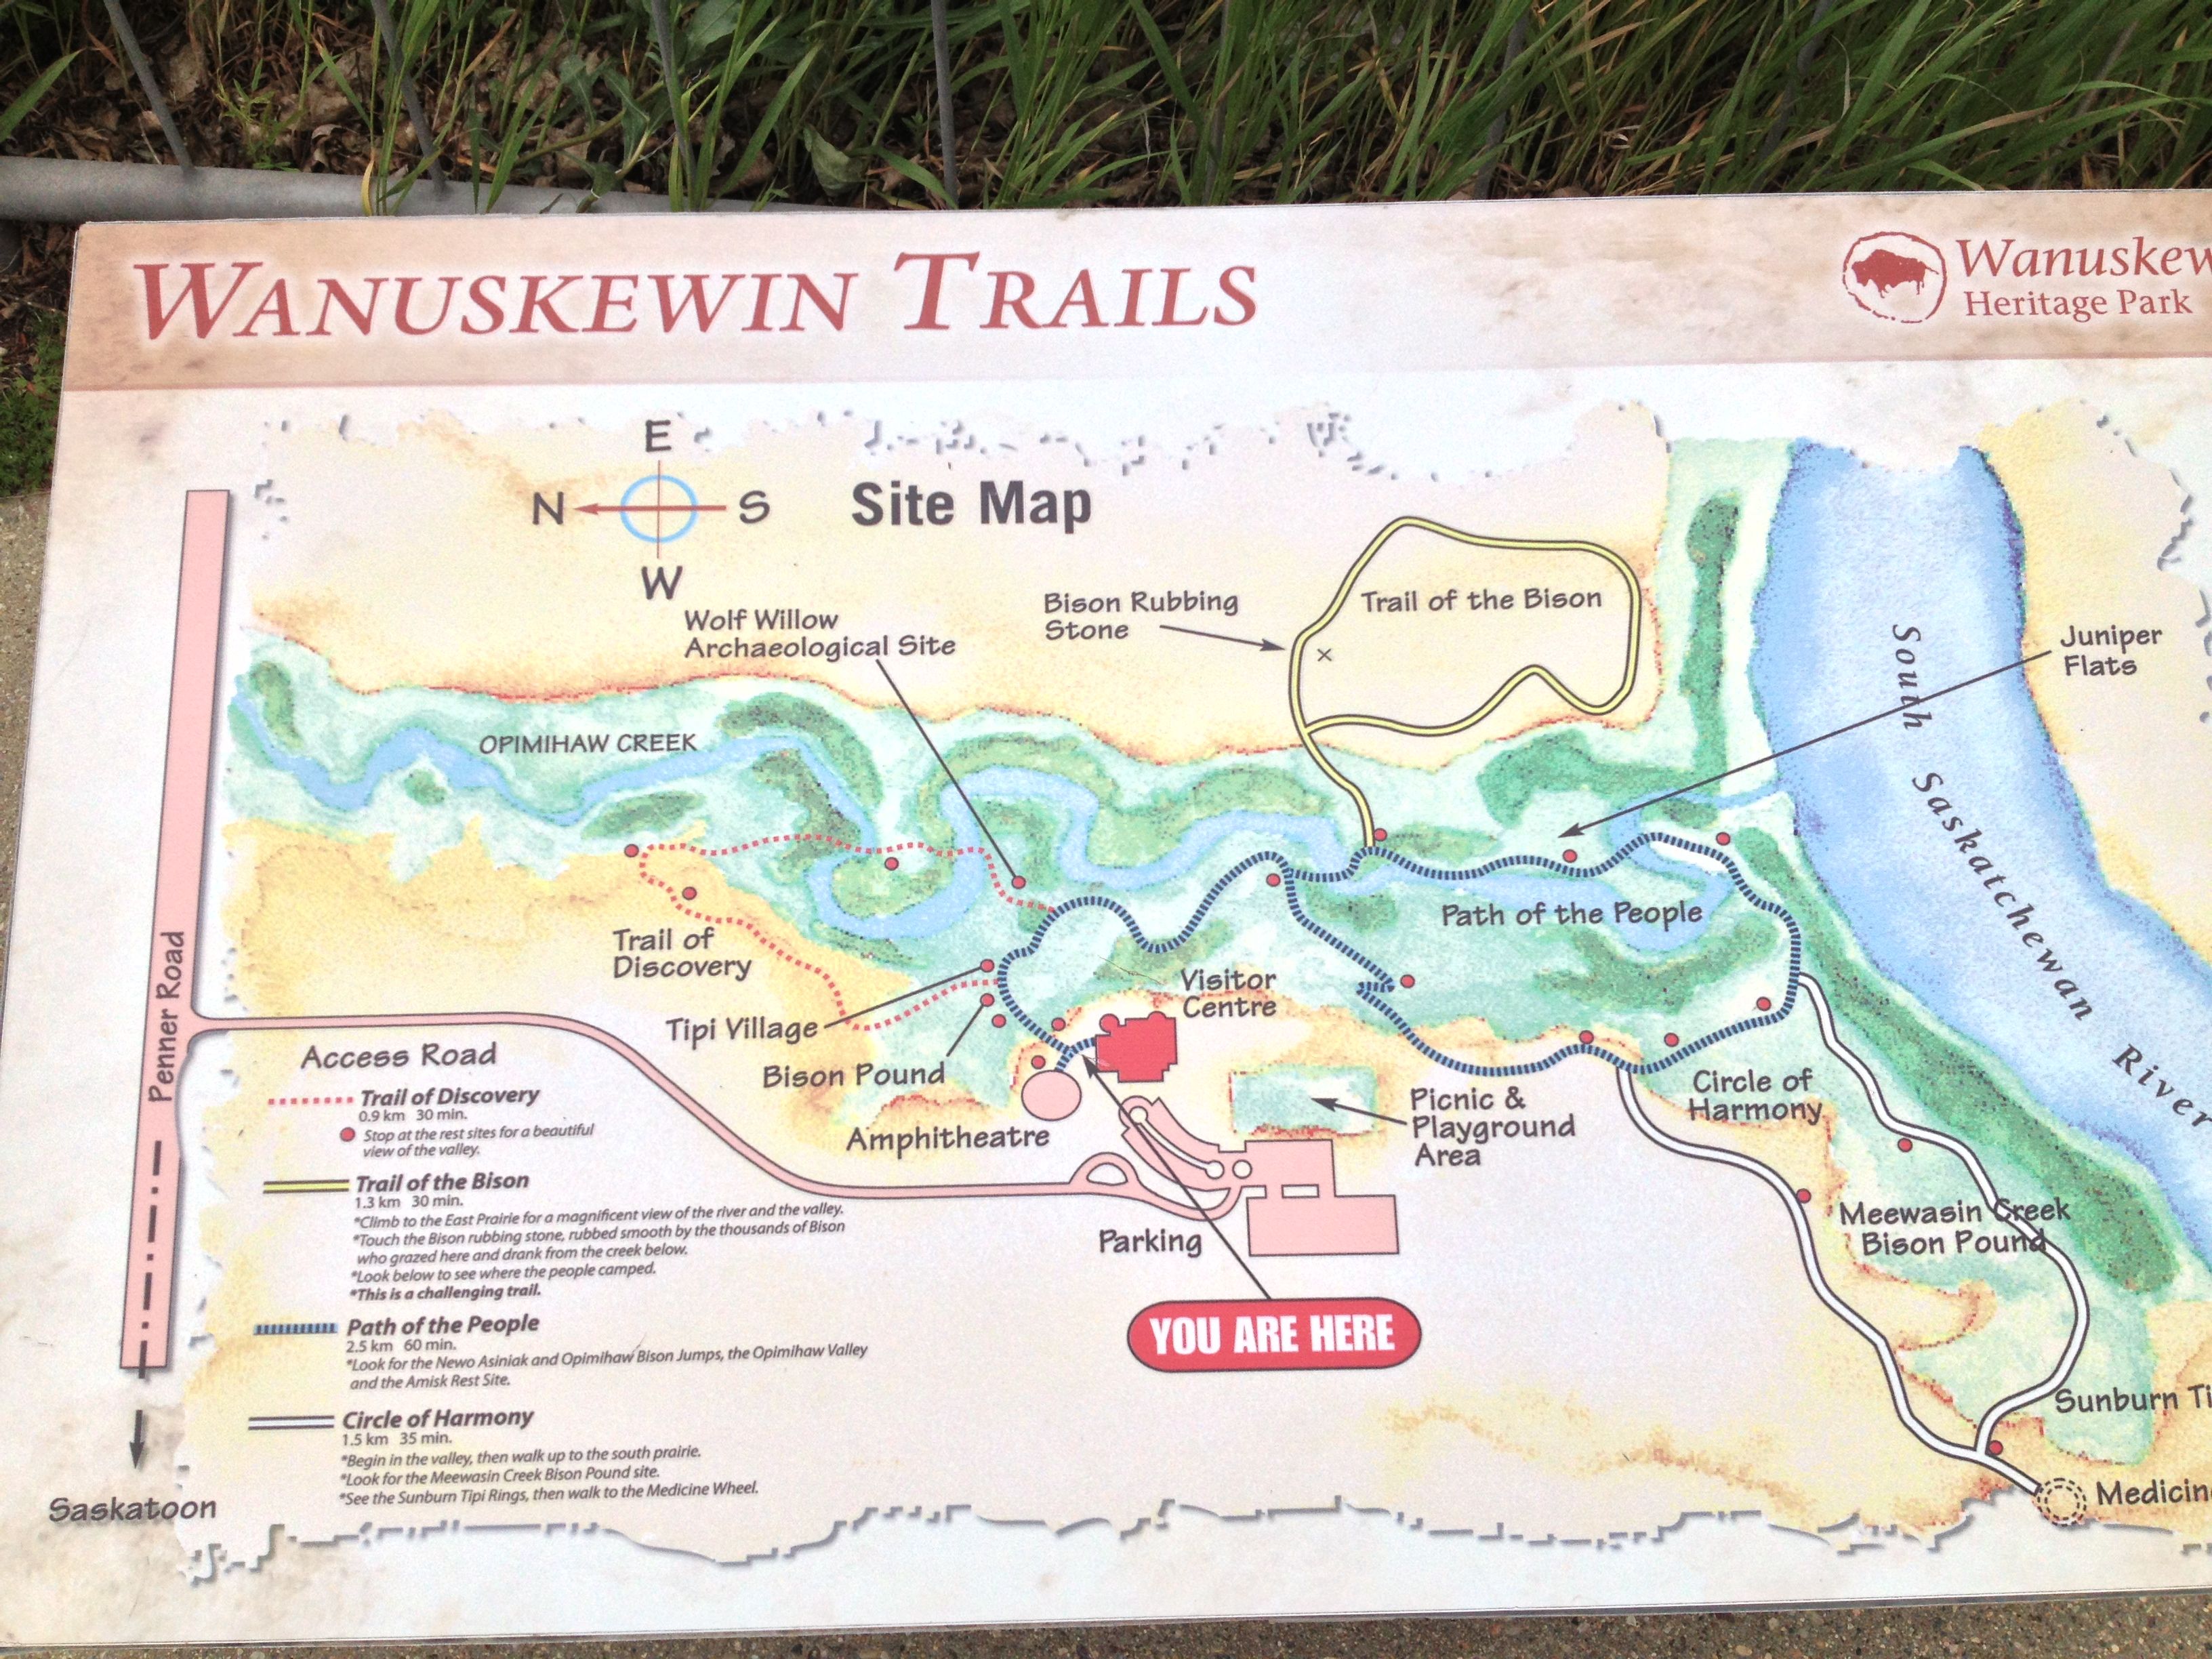 WANUSKEWIN TRAILS
Wanuskew
Heritage Park
E
N
S
W
Site Map
Wolf Willow
Archaeological Site
Bison Rubbing
Stone
Trail of the Bison
Juniper
Flats
OPIMIHAW CREEK
South Saskatchewan River
Path of the People
Trail of
Discovery
Visitor
Centre
Tipi Village
Bison Pound
Penner Road
Access Road
Amphitheatre
Picnic &
Playground
Area
Circle of
Harmony
Parking
Meewasin Creek
Bison Pound
YOU ARE HERE
Sunburn Ti
Medicin
Saskatoon
Trail of Discovery
0.9 km 30 min.
Stop at the rest sites for a beautiful
view of the valley.
Trail of the Bison
1.3 km 30 min.
*Climb to the East Prairie for a magnificent view of the river and the valley.
*Touch the Bison rubbing stone, rubbed smooth by the thousands of Bison
who grazed here and drank from the creek below.
*Look below to see where the people camped.
*This is a challenging trail.
Path of the People
2.5 km 60 min.
*Look for the Newo Asiniak and Opimihaw Bison Jumps, the Opimihaw Valley
and the Amisk Rest Site.
Circle of Harmony
1.5 km 35 min.
*Begin in the valley, then walk up to the south prairie.
*Look for the Meewasin Creek Bison Pound site.
*See the Sunburn Tipi Rings, then walk to the Medicine Wheel.